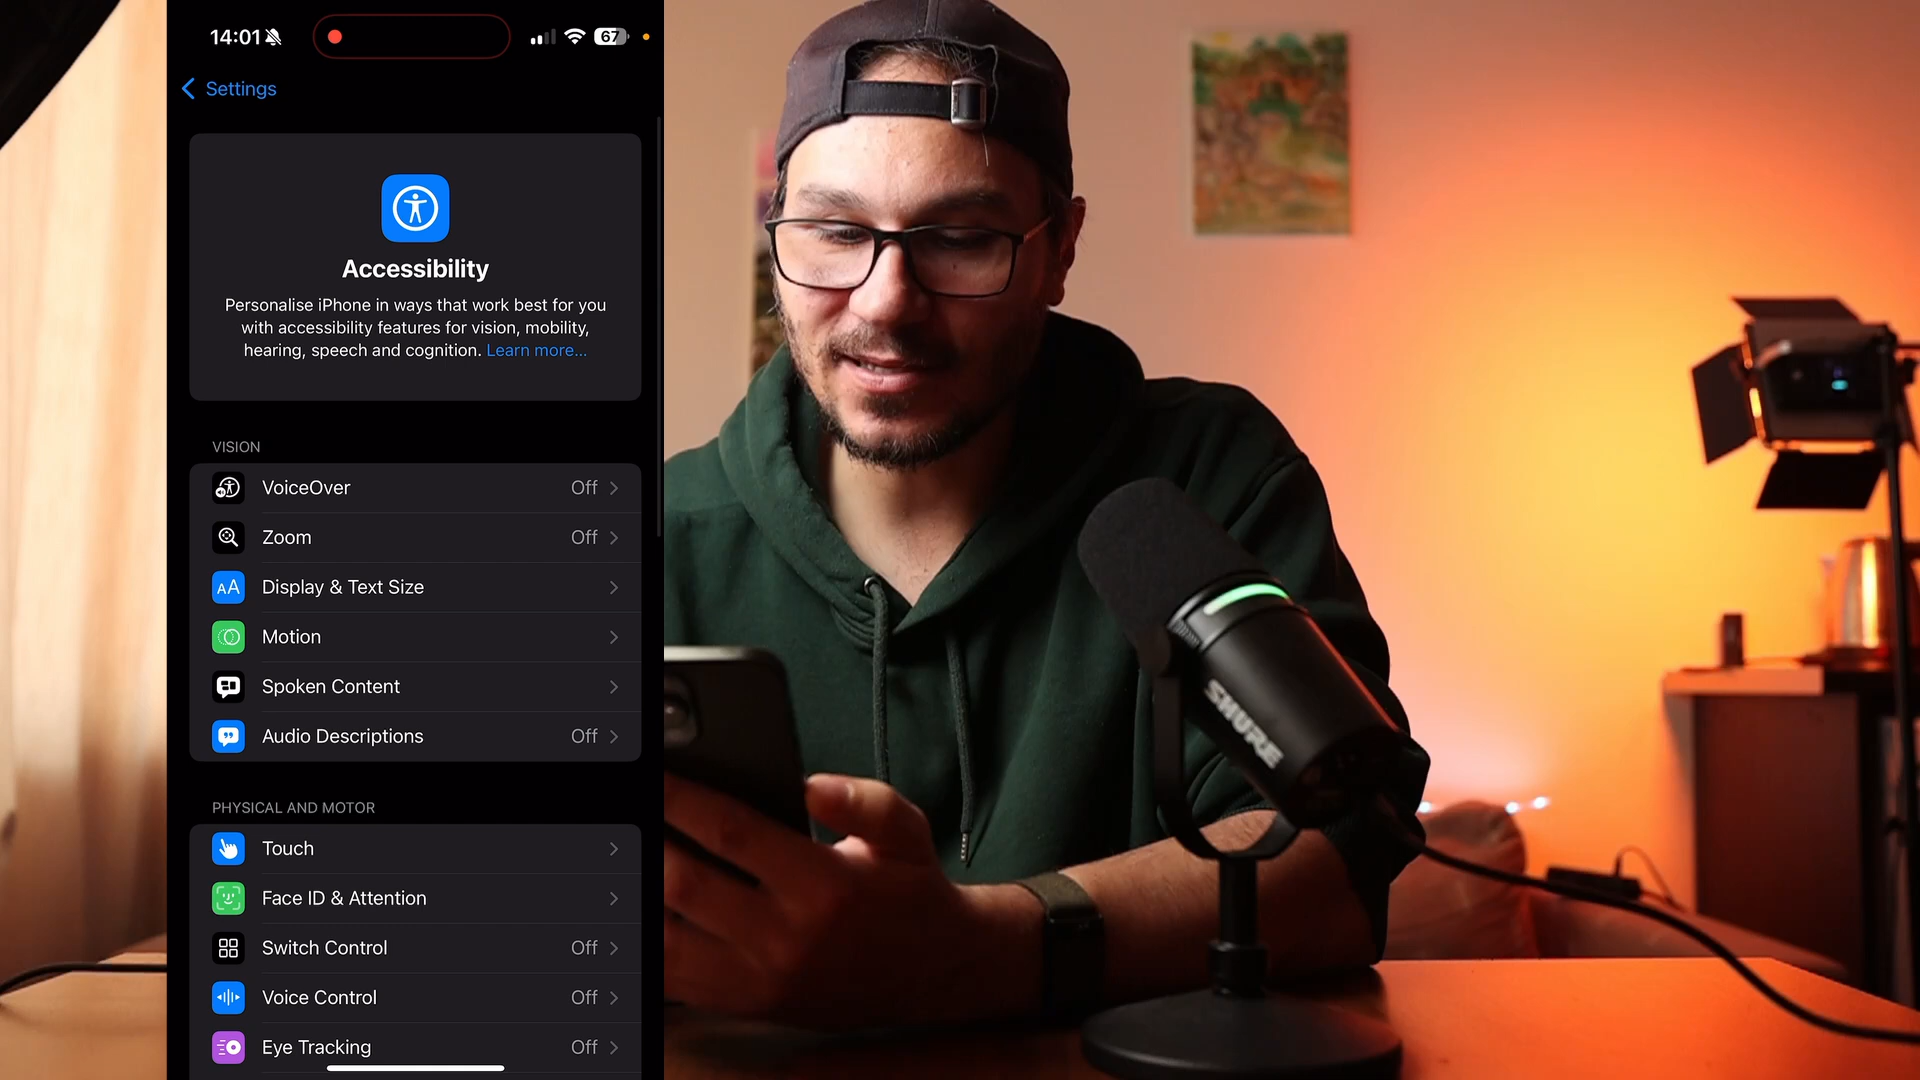 14:01
67
Settings
Accessibility
Personalise iPhone in ways that work best for you
with accessibility features for vision, mobility,
hearing, speech and cognition. Learn more...
VISION
VoiceOver Off
Zoom Off
AA Display & Text Size
Motion
Spoken Content
Audio Descriptions Off
PHYSICAL AND MOTOR
Touch
Face ID & Attention
Switch Control Off
Voice Control Off
Eye Tracking Off
SHURE